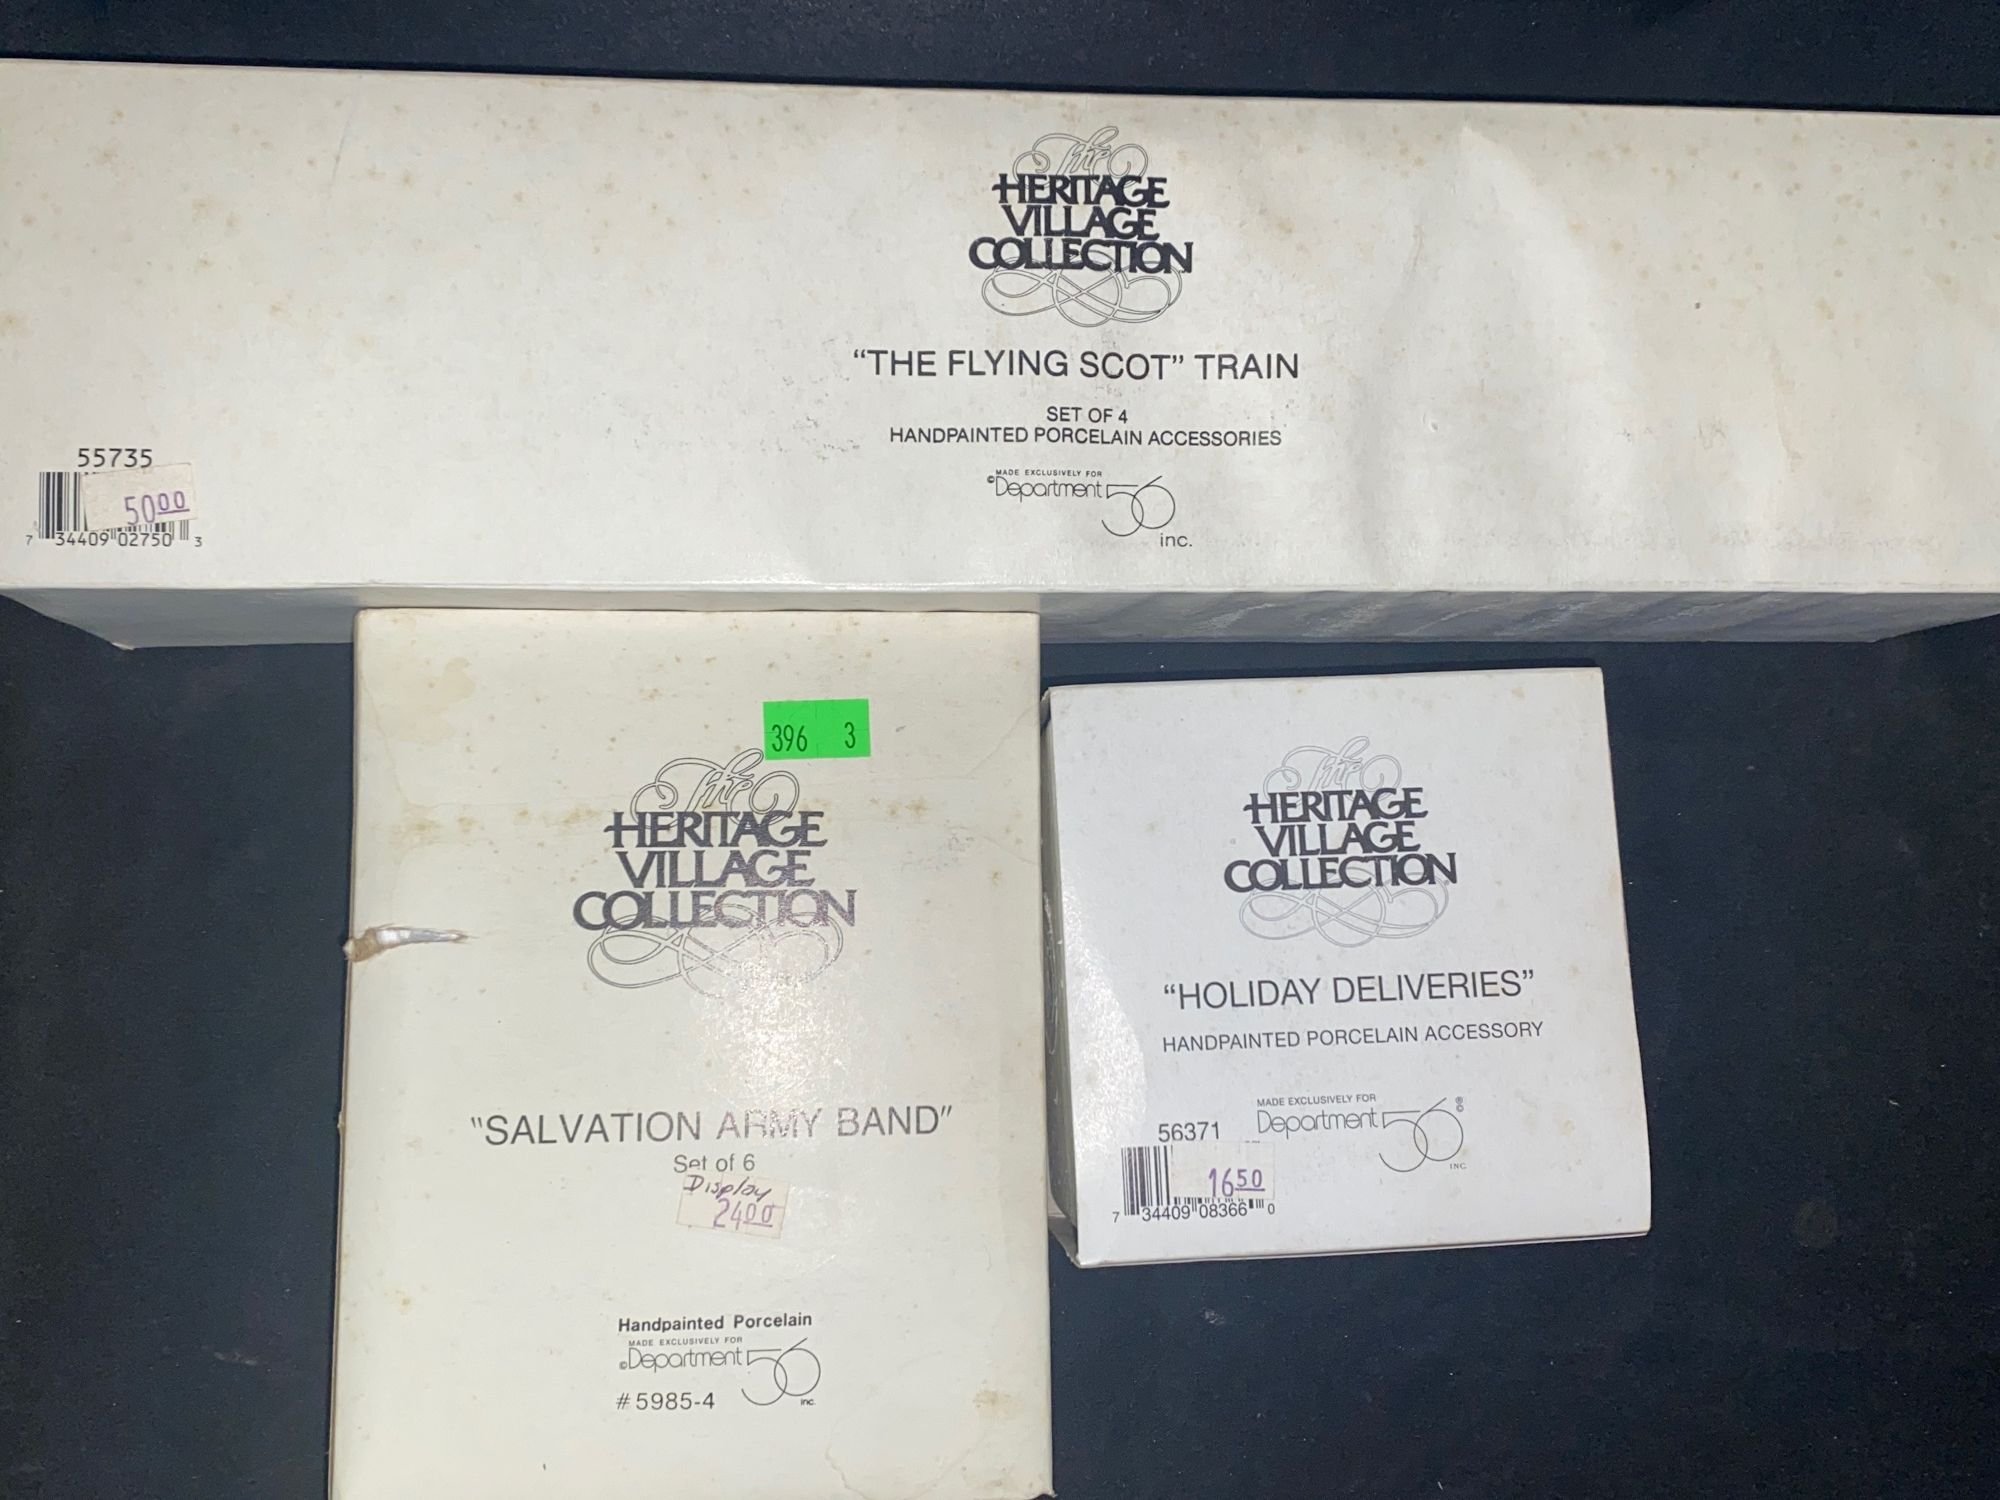 The
HERITAGE
VILLAGE
COLLECTION
“THE FLYING SCOT” TRAIN
SET OF 4
HANDPAINTED PORCELAIN ACCESSORIES
MADE EXCLUSIVELY FOR
©Department 56
inc.
55735
50.00
7 34409 02750 3
396 3
The
HERITAGE
VILLAGE
COLLECTION
"SALVATION ARMY BAND"
Set of 6
Display
24.00
Handpainted Porcelain
MADE EXCLUSIVELY FOR
©Department 56
inc.
#5985-4
The
HERITAGE
VILLAGE
COLLECTION
“HOLIDAY DELIVERIES”
HANDPAINTED PORCELAIN ACCESSORY
MADE EXCLUSIVELY FOR
Department 56®©
INC
56371
16.50
7 34409 08366 0